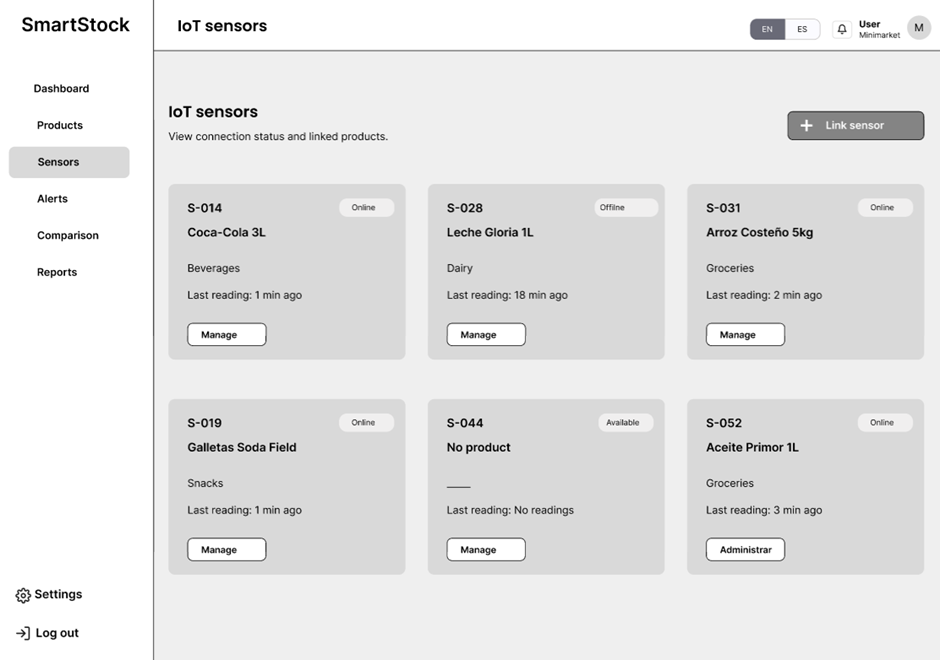 SmartStock
IoT sensors
EN
ES
User
Minimarket
M
Dashboard
Products
Sensors
Alerts
Comparison
Reports
Settings
Log out
IoT sensors
View connection status and linked products.
+ Link sensor
S-014
Online
Coca-Cola 3L
Beverages
Last reading: 1 min ago
Manage
S-028
Offilne
Leche Gloria 1L
Dairy
Last reading: 18 min ago
Manage
S-031
Online
Arroz Costeño 5kg
Groceries
Last reading: 2 min ago
Manage
S-019
Online
Galletas Soda Field
Snacks
Last reading: 1 min ago
Manage
S-044
Available
No product
____
Last reading: No readings
Manage
S-052
Online
Aceite Primor 1L
Groceries
Last reading: 3 min ago
Administrar